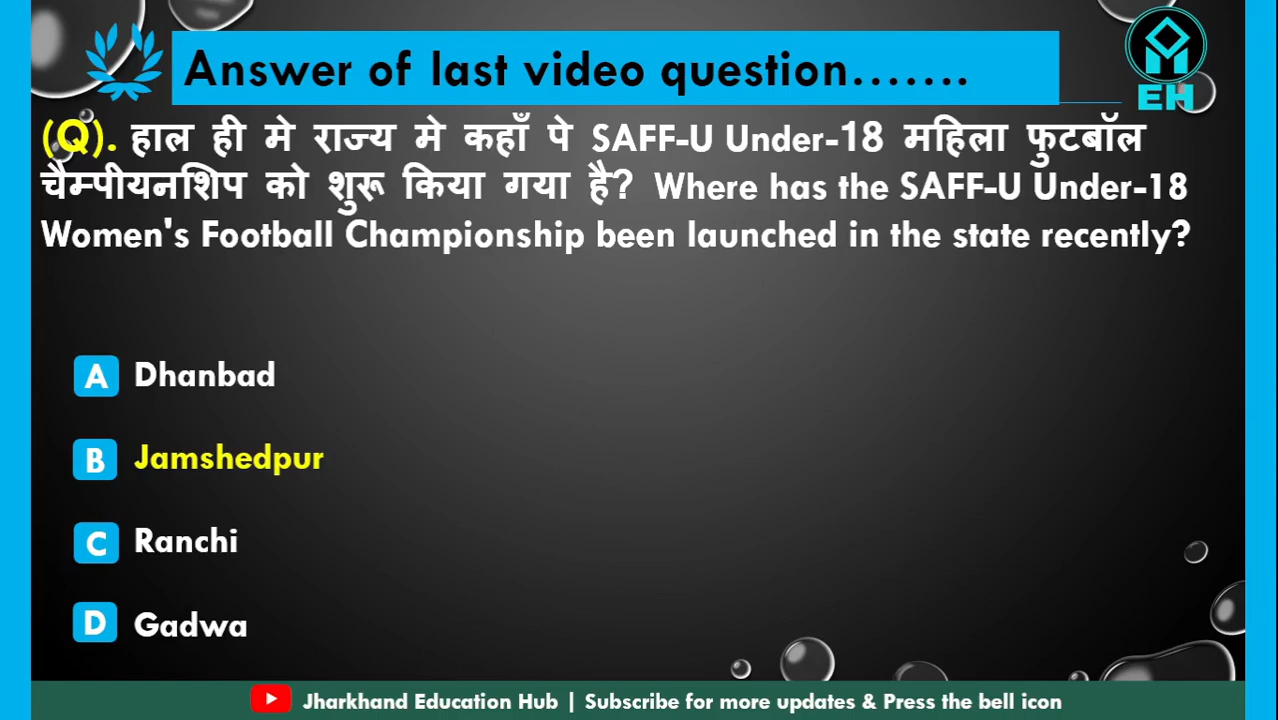 Answer of last video question…….
EH
(Q). हाल ही मे राज्य मे कहाँ पे SAFF-U Under-18 महिला फुटबॉल
चैम्पीयनशिप को शुरू किया गया है? Where has the SAFF-U Under-18
Women's Football Championship been launched in the state recently?
A Dhanbad
B Jamshedpur
C Ranchi
D Gadwa
Jharkhand Education Hub | Subscribe for more updates & Press the bell icon